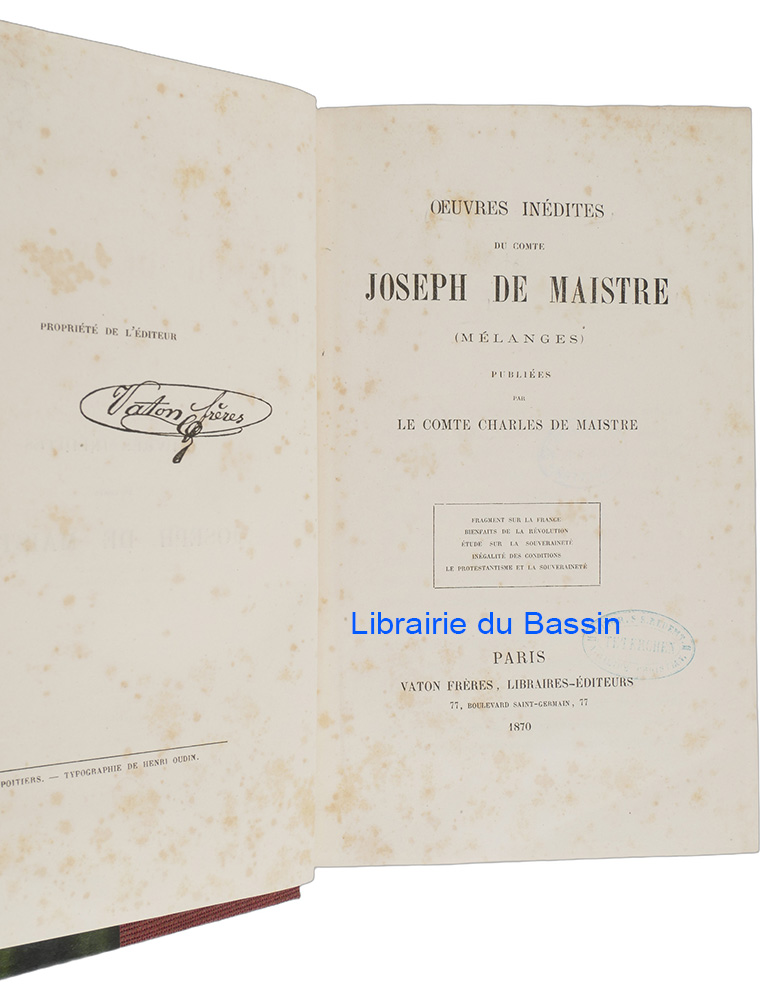 PROPRIÉTÉ DE L'ÉDITEUR
Vaton frères
POITIERS. — TYPOGRAPHIE DE HENRI OUDIN.
ŒUVRES INÉDITES
DU COMTE
JOSEPH DE MAISTRE
(MÉLANGES)
PUBLIÉES
PAR
LE COMTE CHARLES DE MAISTRE
FRAGMENT SUR LA FRANCE
BIENFAITS DE LA RÉVOLUTION
ÉTUDE SUR LA SOUVERAINETÉ
INÉGALITÉ DES CONDITIONS
LE PROTESTANTISME ET LA SOUVERAINETÉ
Librairie du Bassin
PARIS
VATON FRÈRES, LIBRAIRES-ÉDITEURS
77, BOULEVARD SAINT-GERMAIN, 77
1870